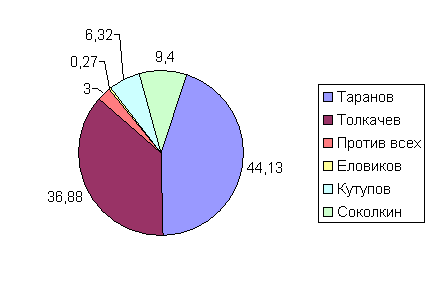 6,32
9,4
0,27
3
44,13
36,88
Таранов
Толкачев
Против всех
Еловиков
Кутупов
Соколкин